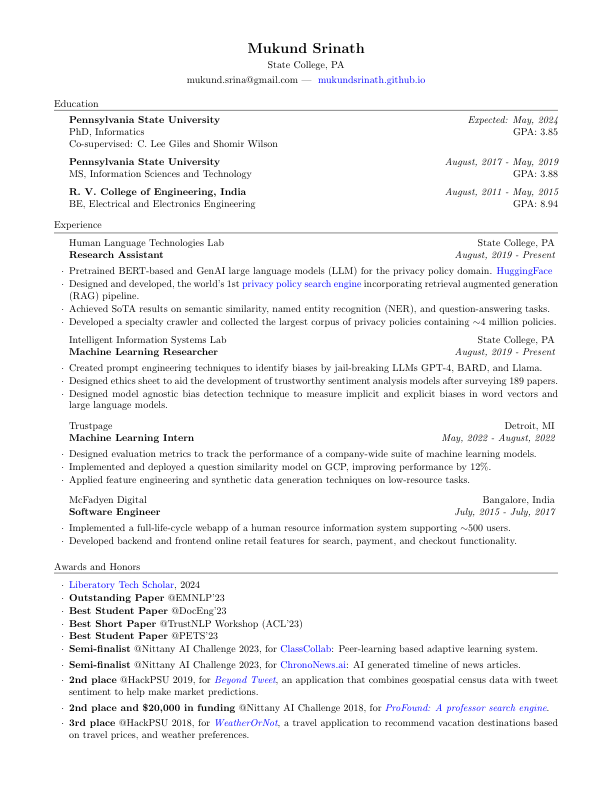 Mukund Srinath
State College, PA
mukund.srina@gmail.com — mukundsrinath.github.io
Education
Pennsylvania State University Expected: May, 2024
PhD, Informatics GPA: 3.85
Co-supervised: C. Lee Giles and Shomir Wilson
Pennsylvania State University August, 2017 - May, 2019
MS, Information Sciences and Technology GPA: 3.88
R. V. College of Engineering, India August, 2011 - May, 2015
BE, Electrical and Electronics Engineering GPA: 8.94
Experience
Human Language Technologies Lab State College, PA
Research Assistant August, 2019 - Present
· Pretrained BERT-based and GenAI large language models (LLM) for the privacy policy domain. HuggingFace
· Designed and developed, the world's 1st privacy policy search engine incorporating retrieval augmented generation
(RAG) pipeline.
· Achieved SoTA results on semantic similarity, named entity recognition (NER), and question-answering tasks.
· Developed a specialty crawler and collected the largest corpus of privacy policies containing ∼4 million policies.
Intelligent Information Systems Lab State College, PA
Machine Learning Researcher August, 2019 - Present
· Created prompt engineering techniques to identify biases by jail-breaking LLMs GPT-4, BARD, and Llama.
· Designed ethics sheet to aid the development of trustworthy sentiment analysis models after surveying 189 papers.
· Designed model agnostic bias detection technique to measure implicit and explicit biases in word vectors and
large language models.
Trustpage Detroit, MI
Machine Learning Intern May, 2022 - August, 2022
· Designed evaluation metrics to track the performance of a company-wide suite of machine learning models.
· Implemented and deployed a question similarity model on GCP, improving performance by 12%.
· Applied feature engineering and synthetic data generation techniques on low-resource tasks.
McFadyen Digital Bangalore, India
Software Engineer July, 2015 - July, 2017
· Implemented a full-life-cycle webapp of a human resource information system supporting ∼500 users.
· Developed backend and frontend online retail features for search, payment, and checkout functionality.
Awards and Honors
· Liberatory Tech Scholar, 2024
· Outstanding Paper @EMNLP'23
· Best Student Paper @DocEng'23
· Best Short Paper @TrustNLP Workshop (ACL'23)
· Best Student Paper @PETS'23
· Semi-finalist @Nittany AI Challenge 2023, for ClassCollab: Peer-learning based adaptive learning system.
· Semi-finalist @Nittany AI Challenge 2023, for ChronoNews.ai: AI generated timeline of news articles.
· 2nd place @HackPSU 2019, for Beyond Tweet, an application that combines geospatial census data with tweet
sentiment to help make market predictions.
· 2nd place and $20,000 in funding @Nittany AI Challenge 2018, for ProFound: A professor search engine.
· 3rd place @HackPSU 2018, for WeatherOrNot, a travel application to recommend vacation destinations based
on travel prices, and weather preferences.